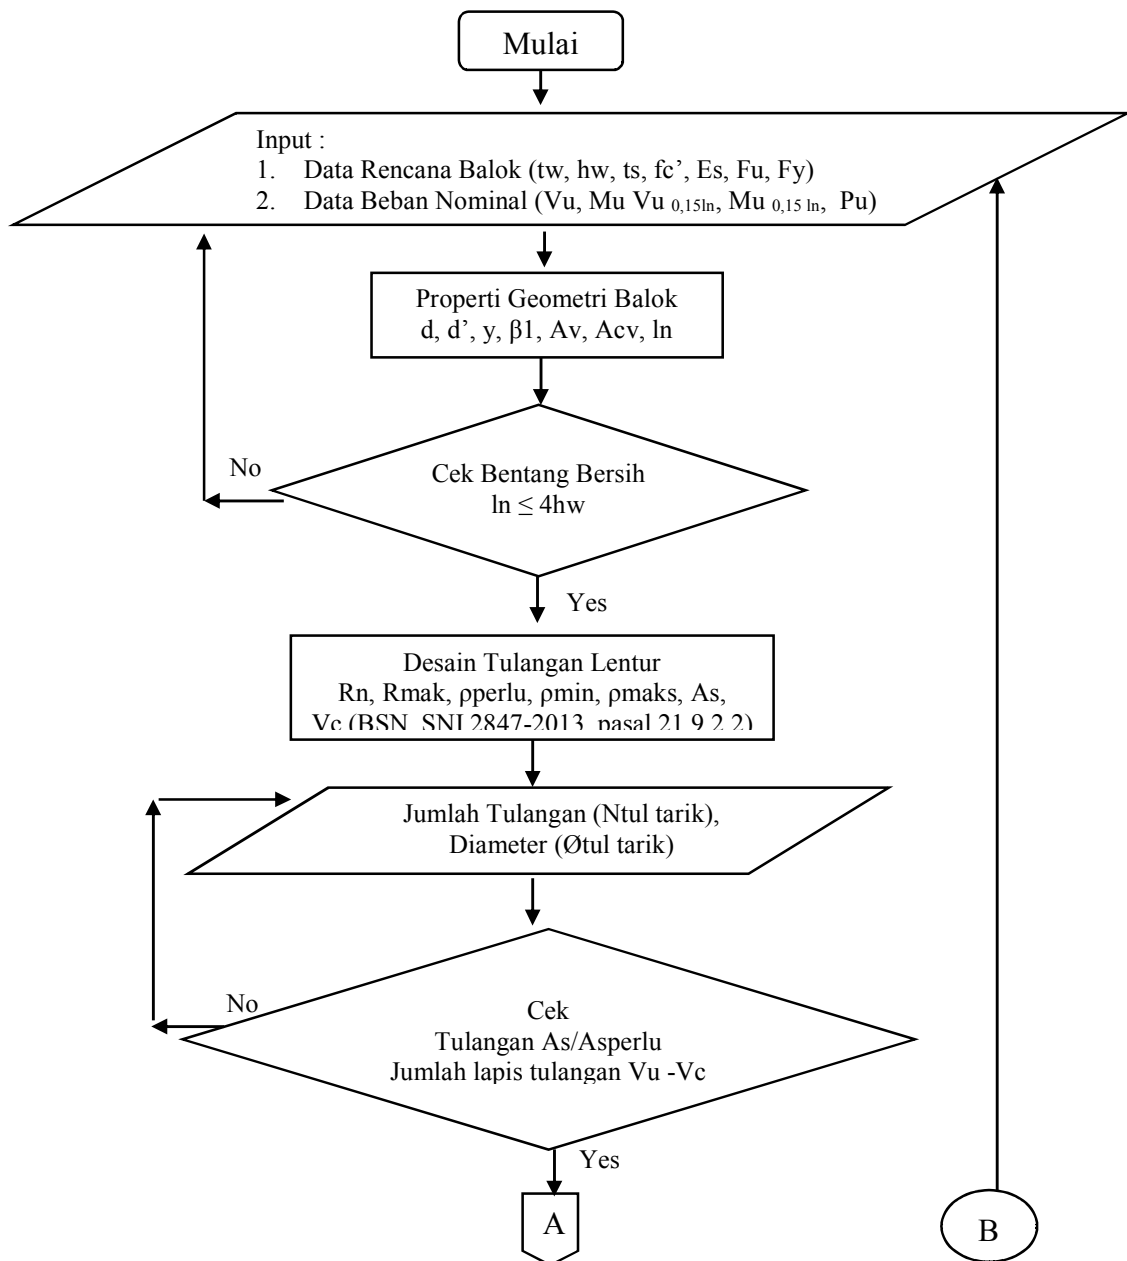 Mulai
Input :
1. Data Rencana Balok (tw, hw, ts, fc’, Es, Fu, Fy)
2. Data Beban Nominal (Vu, Mu Vu 0,15ln, Mu 0,15 ln, Pu)
Properti Geometri Balok
d, d’, y, β1, Av, Acv, ln
No
Cek Bentang Bersih
ln ≤ 4hw
Yes
Desain Tulangan Lentur
Rn, Rmak, ρperlu, ρmin, ρmaks, As,
Vc (BSN, SNI 2847-2013, pasal 21.9.2.2)
Jumlah Tulangan (Ntul tarik),
Diameter (Øtul tarik)
No
Cek
Tulangan As/Asperlu
Jumlah lapis tulangan Vu -Vc
Yes
A
B